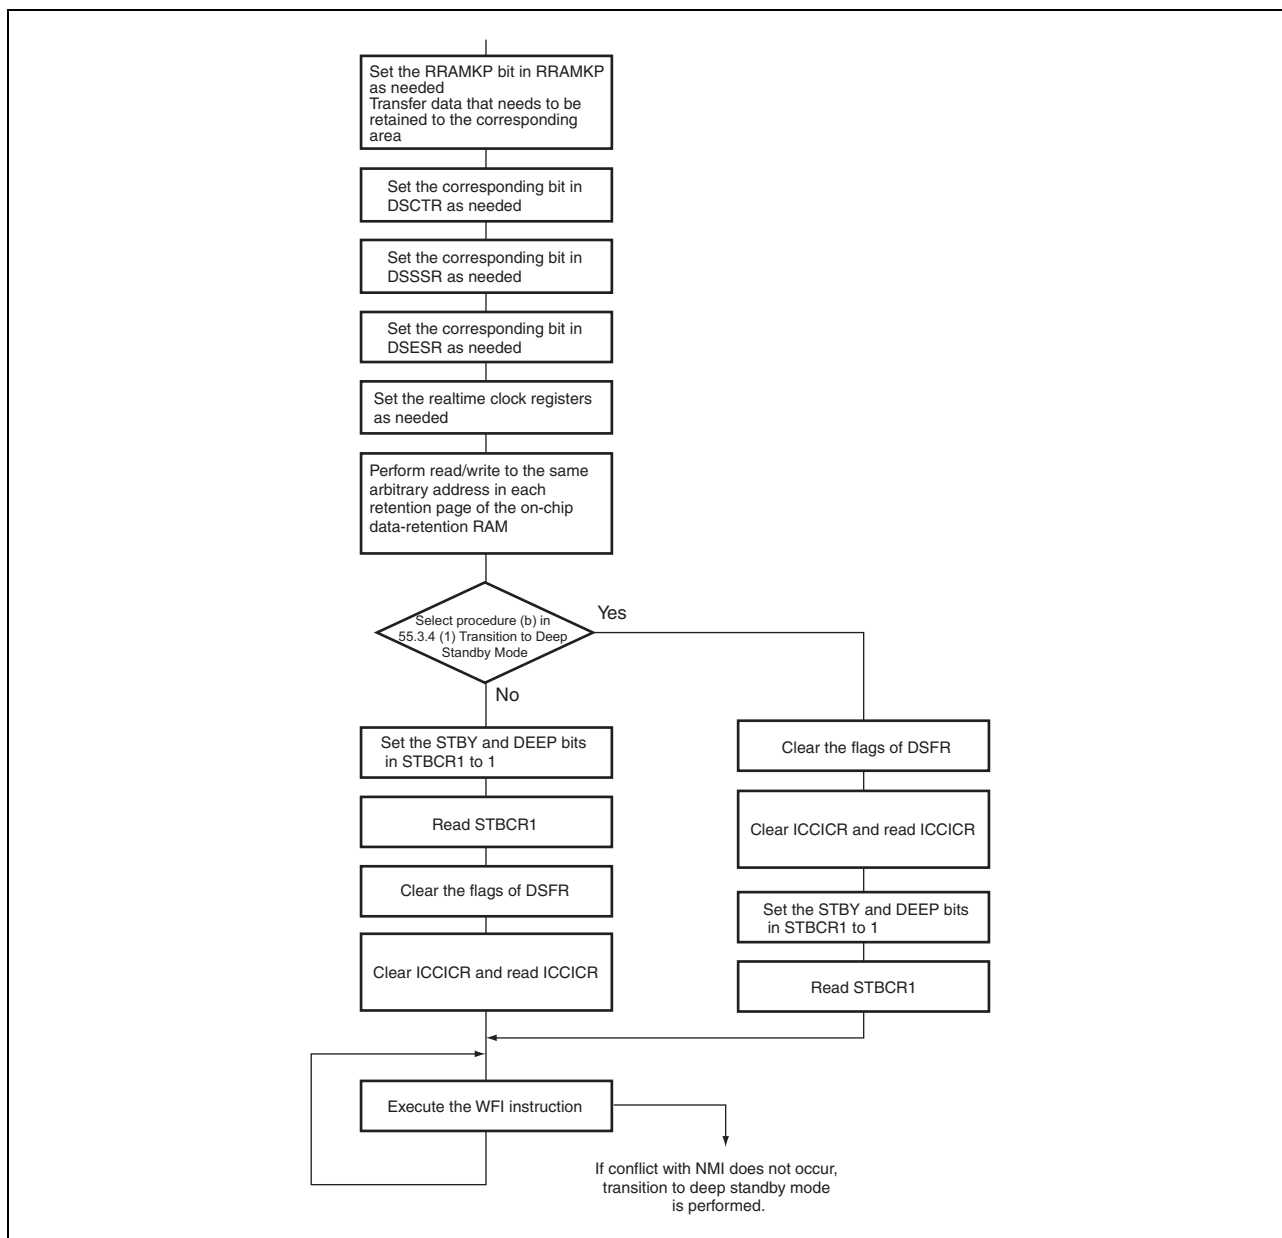 Set the RRAMKP bit in RRAMKP
as needed
Transfer data that needs to be
retained to the corresponding
area
Set the corresponding bit in
DSCTR as needed
Set the corresponding bit in
DSSSR as needed
Set the corresponding bit in
DSESR as needed
Set the realtime clock registers
as needed
Perform read/write to the same
arbitrary address in each
retention page of the on-chip
data-retention RAM
Select procedure (b) in
55.3.4 (1) Transition to Deep
Standby Mode
Yes
No
Set the STBY and DEEP bits
in STBCR1 to 1
Read STBCR1
Clear the flags of DSFR
Clear ICCICR and read ICCICR
Clear the flags of DSFR
Clear ICCICR and read ICCICR
Set the STBY and DEEP bits
in STBCR1 to 1
Read STBCR1
Execute the WFI instruction
If conflict with NMI does not occur,
transition to deep standby mode
is performed.